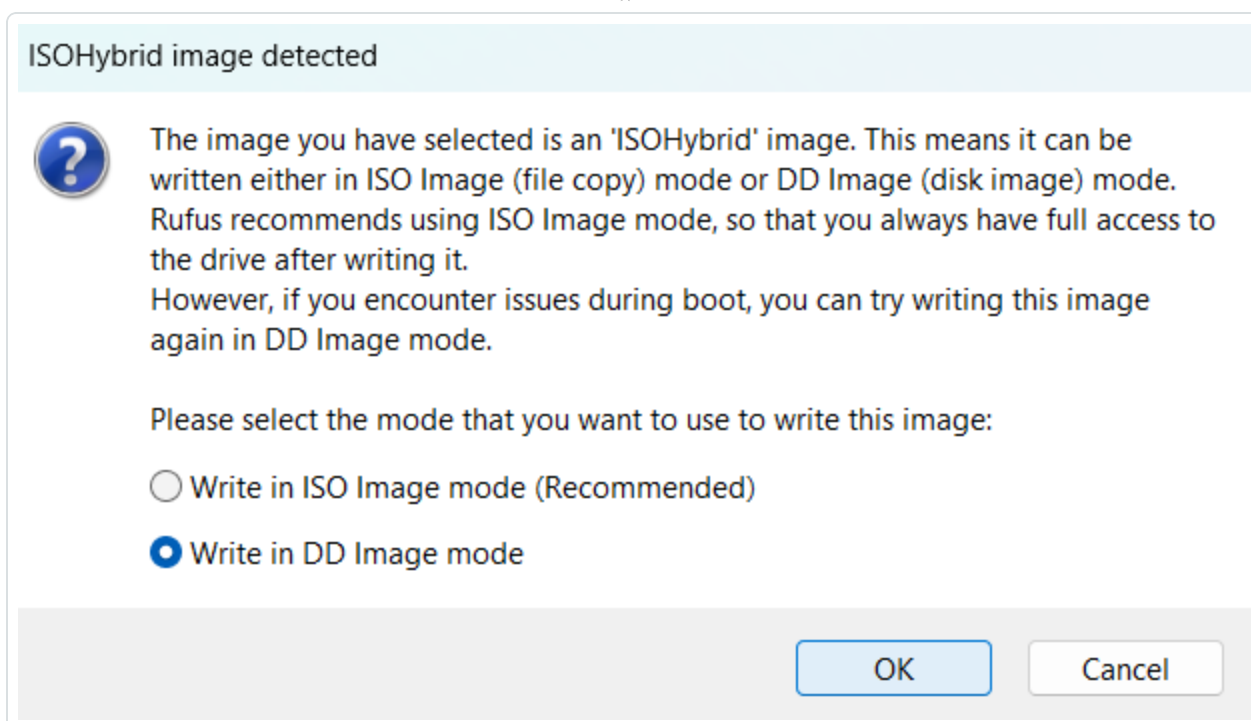 ISOHybrid image detected
The image you have selected is an 'ISOHybrid' image. This means it can be
written either in ISO Image (file copy) mode or DD Image (disk image) mode.
Rufus recommends using ISO Image mode, so that you always have full access to
the drive after writing it.
However, if you encounter issues during boot, you can try writing this image
again in DD Image mode.
Please select the mode that you want to use to write this image:
Write in ISO Image mode (Recommended)
Write in DD Image mode
OK
Cancel